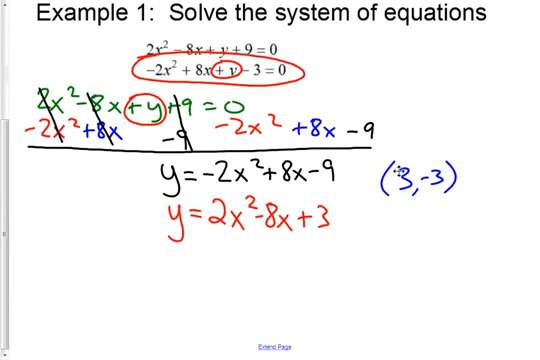 Example 1: Solve the system of equations
2x² - 8x + y + 9 = 0
-2x² + 8x + y - 3 = 0
2x² - 8x + y + 9 = 0
-2x² + 8x - 9 -2x² + 8x - 9
y = -2x² + 8x - 9 (3, -3)
y = 2x² - 8x + 3
Extend Page